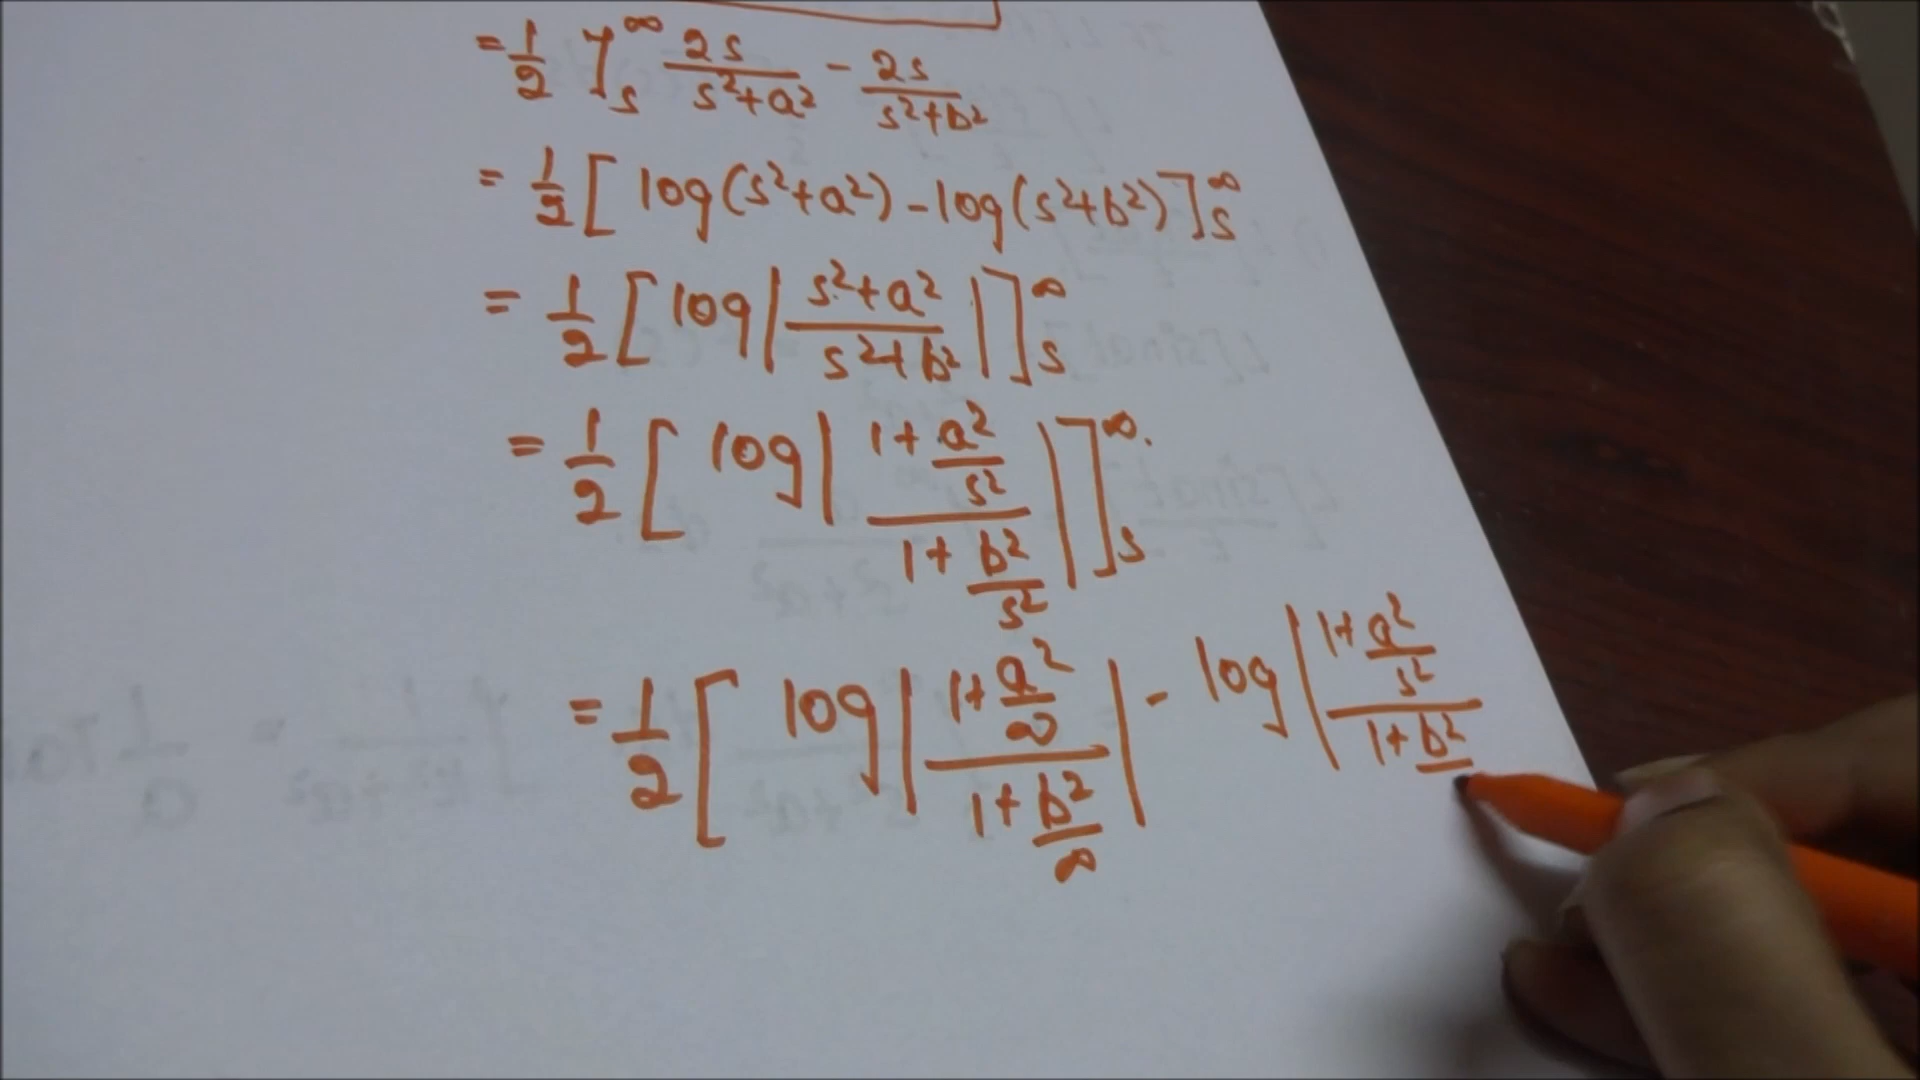 = 1/2 ∫_s^∞ 2s/(s²+a²) - 2s/(s²+b²)
= 1/2 [ log(s²+a²) - log(s²+b²) ]_s^∞
= 1/2 [ log | (s²+a²)/(s²+b²) | ]_s^∞
= 1/2 [ log | (1+a²/s²)/(1+b²/s²) | ]_s^∞
= 1/2 [ log | (1+a²/∞)/(1+b²/∞) | - log | (1+a²/s²)/(1+b²/